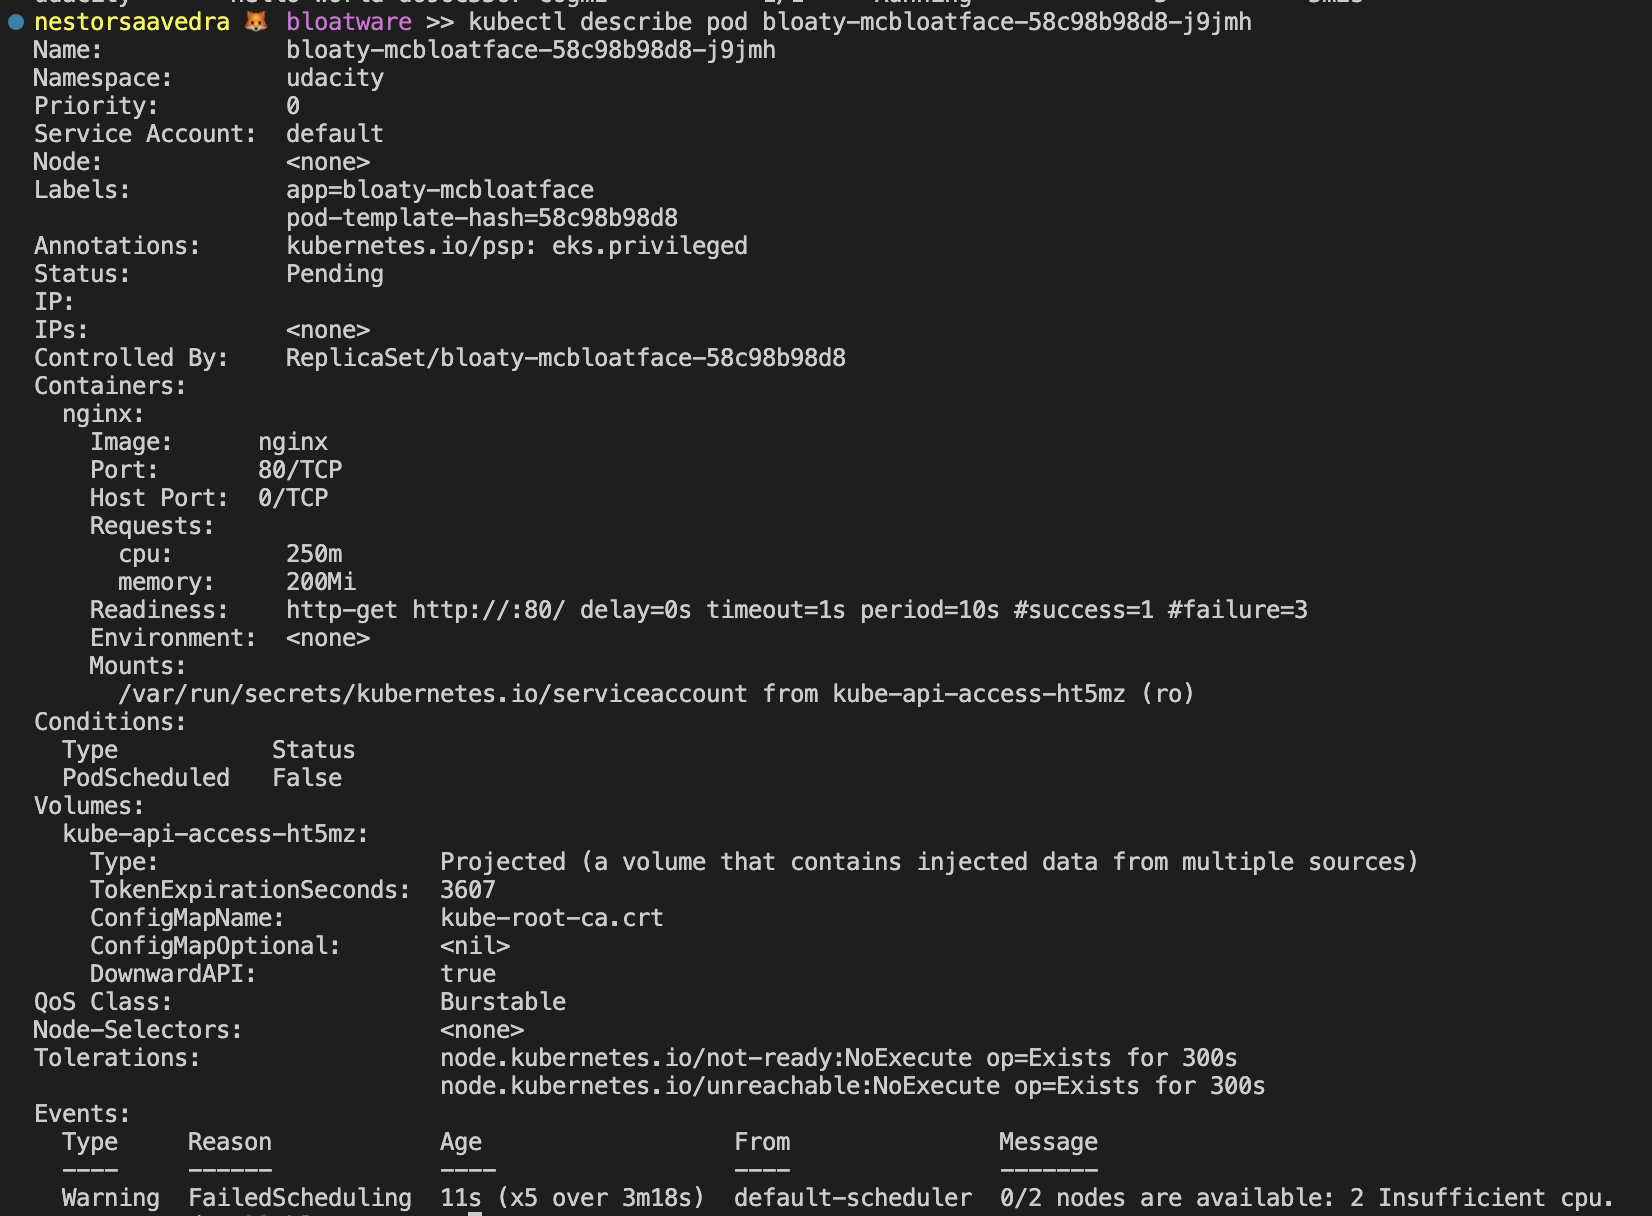 nestorsaavedra 🦊 bloatware >> kubectl describe pod bloaty-mcbloatface-58c98b98d8-j9jmh
Name:             bloaty-mcbloatface-58c98b98d8-j9jmh
Namespace:        udacity
Priority:         0
Service Account:  default
Node:             <none>
Labels:           app=bloaty-mcbloatface
                  pod-template-hash=58c98b98d8
Annotations:      kubernetes.io/psp: eks.privileged
Status:           Pending
IP:
IPs:              <none>
Controlled By:    ReplicaSet/bloaty-mcbloatface-58c98b98d8
Containers:
  nginx:
    Image:      nginx
    Port:       80/TCP
    Host Port:  0/TCP
    Requests:
      cpu:        250m
      memory:     200Mi
    Readiness:    http-get http://:80/ delay=0s timeout=1s period=10s #success=1 #failure=3
    Environment:  <none>
    Mounts:
      /var/run/secrets/kubernetes.io/serviceaccount from kube-api-access-ht5mz (ro)
Conditions:
  Type           Status
  PodScheduled   False
Volumes:
  kube-api-access-ht5mz:
    Type:                    Projected (a volume that contains injected data from multiple sources)
    TokenExpirationSeconds:  3607
    ConfigMapName:           kube-root-ca.crt
    ConfigMapOptional:       <nil>
    DownwardAPI:             true
QoS Class:                   Burstable
Node-Selectors:              <none>
Tolerations:                 node.kubernetes.io/not-ready:NoExecute op=Exists for 300s
                             node.kubernetes.io/unreachable:NoExecute op=Exists for 300s
Events:
  Type     Reason            Age                  From               Message
  ----     ------            ----                 ----               -------
  Warning  FailedScheduling  11s (x5 over 3m18s)  default-scheduler  0/2 nodes are available: 2 Insufficient cpu.